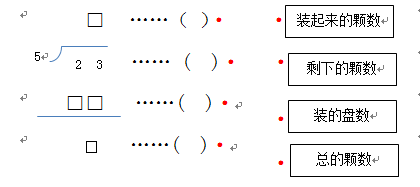 □ ……（ ） 装起来的颗数
5 2 3 ……（ ） 剩下的颗数
□□ ……（ ） 装的盘数
□ ……（ ） 总的颗数